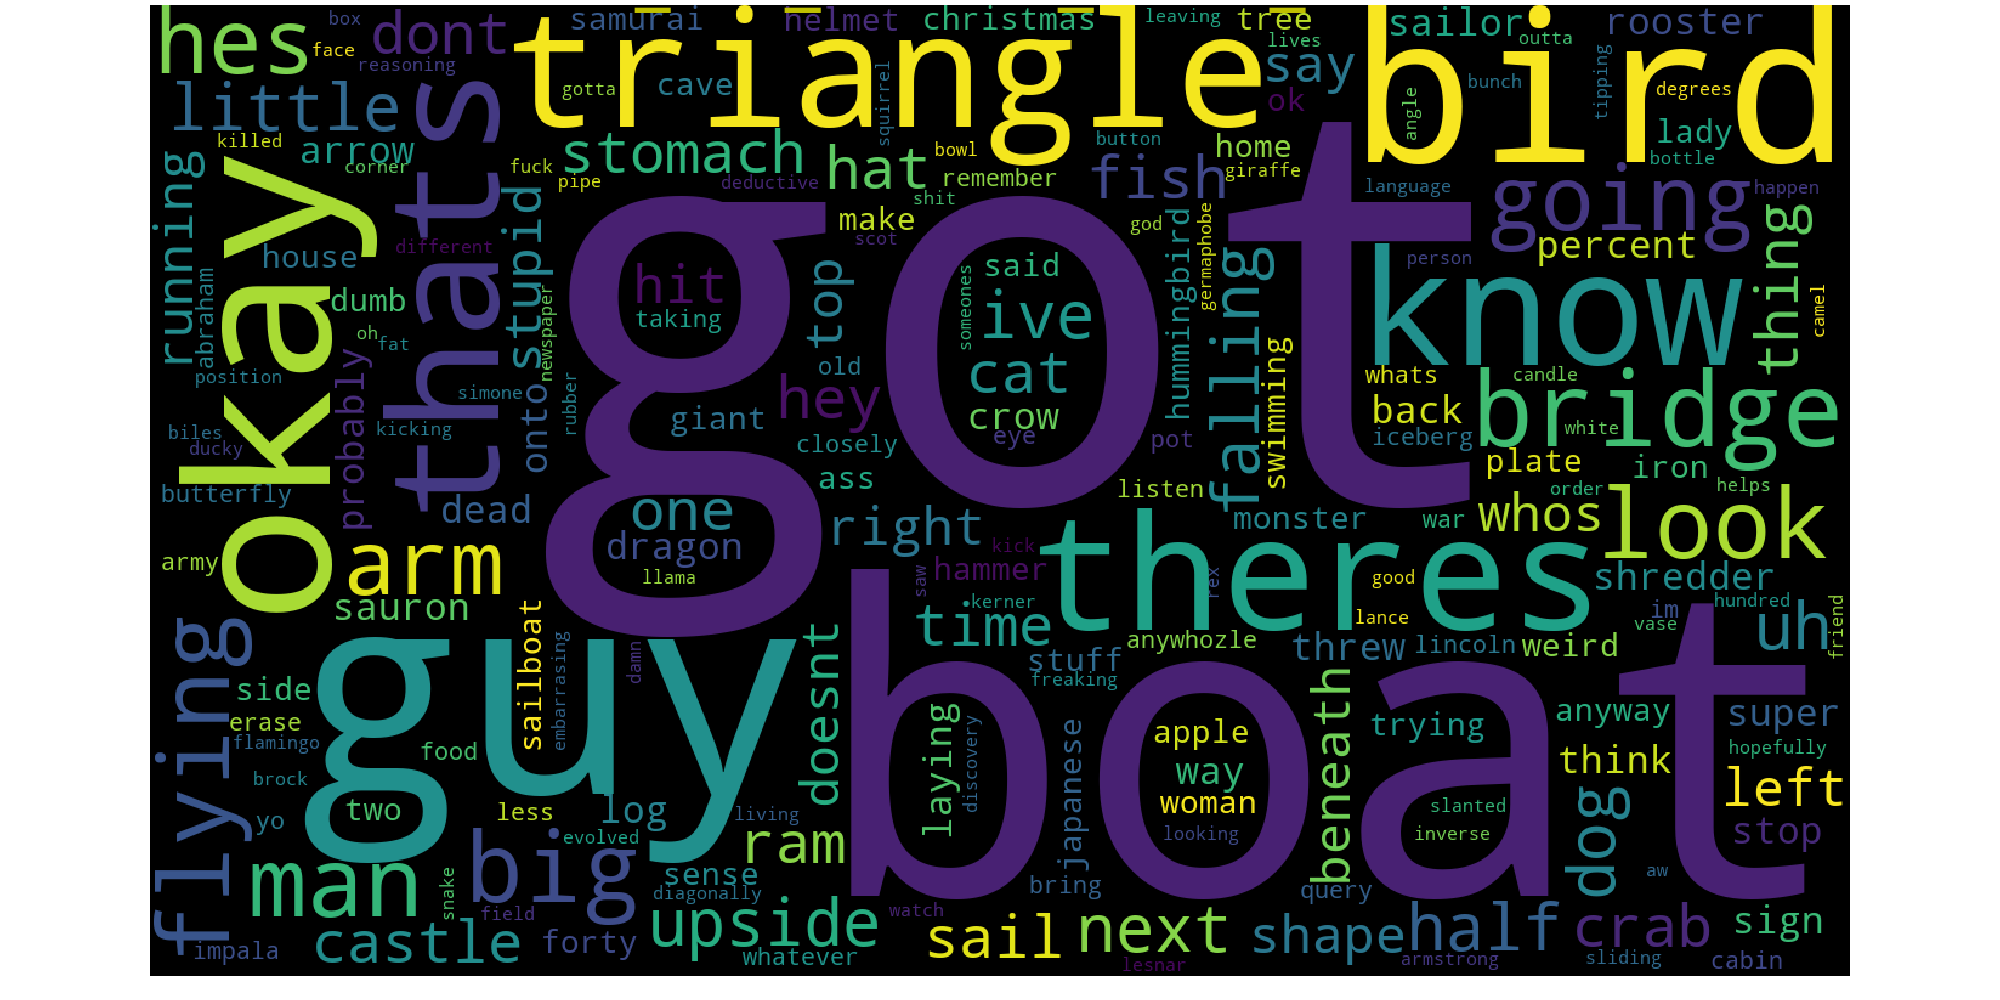 box
samurai
helmet
christmas
leaving
tree
sailor
outta
rooster
hes
face
dont
reasoning
triangle
bird
lives
say
little
thats
gotta
cave
squirrel
ok
bunch
tipping
degrees
angle
lady
killed
arrow
corner
fuck
pipe
stomach
hat
bowl
button
home
giraffe
bottle
okay
running
deductive
remember
shit
fish
language
going
happen
stupid
got
make
scot
god
hummingbird
germaphobe
percent
thing
different
house
abraham
dumb
newspaper
hit
taking
top
said
someones
ive
falling
person
know
camel
oh
fat
position
probably
simone
onto
rubber
old
cat
swimming
whats
candle
bridge
giant
hey
crow
back
white
biles
ducky
kicking
closely
eye
pot
iceberg
butterfly
dead
ass
listen
plate
iron
order
helps
one
right
monster
war
whos
look
dragon
kick
theres
army
arm
llama
saw
hammer
rex
good
shredder
sauron
kerner
lance
im
hundred
friend
flying
guy
sailboat
embarrasing
damn
doesnt
boat
time
anywhozle
threw
lincoln
weird
vase
uh
stuff
freaking
side
erase
flamingo
food
laying
discovery
japanese
apple
beneath
trying
anyway
super
brock
way
think
hopefully
two
less
log
living
woman
slanted
left
yo
evolved
ram
looking
inverse
dog
stop
man
snake
big
sense
diagonally
bring
query
aw
field
upside
watch
impala
castle
forty
whatever
sail
lesnar
next
shape
half
armstrong
crab
sliding
sign
cabin